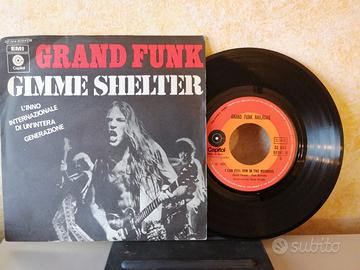 EMI
Capitol
GRAND FUNK
GIMME SHELTER
L'INNO
INTERNAZIONALE
DI UN'INTERA
GENERAZIONE
GRAND FUNK RAILROAD
Capitol
I CAN FEEL HIM IN THE MORNING
subito